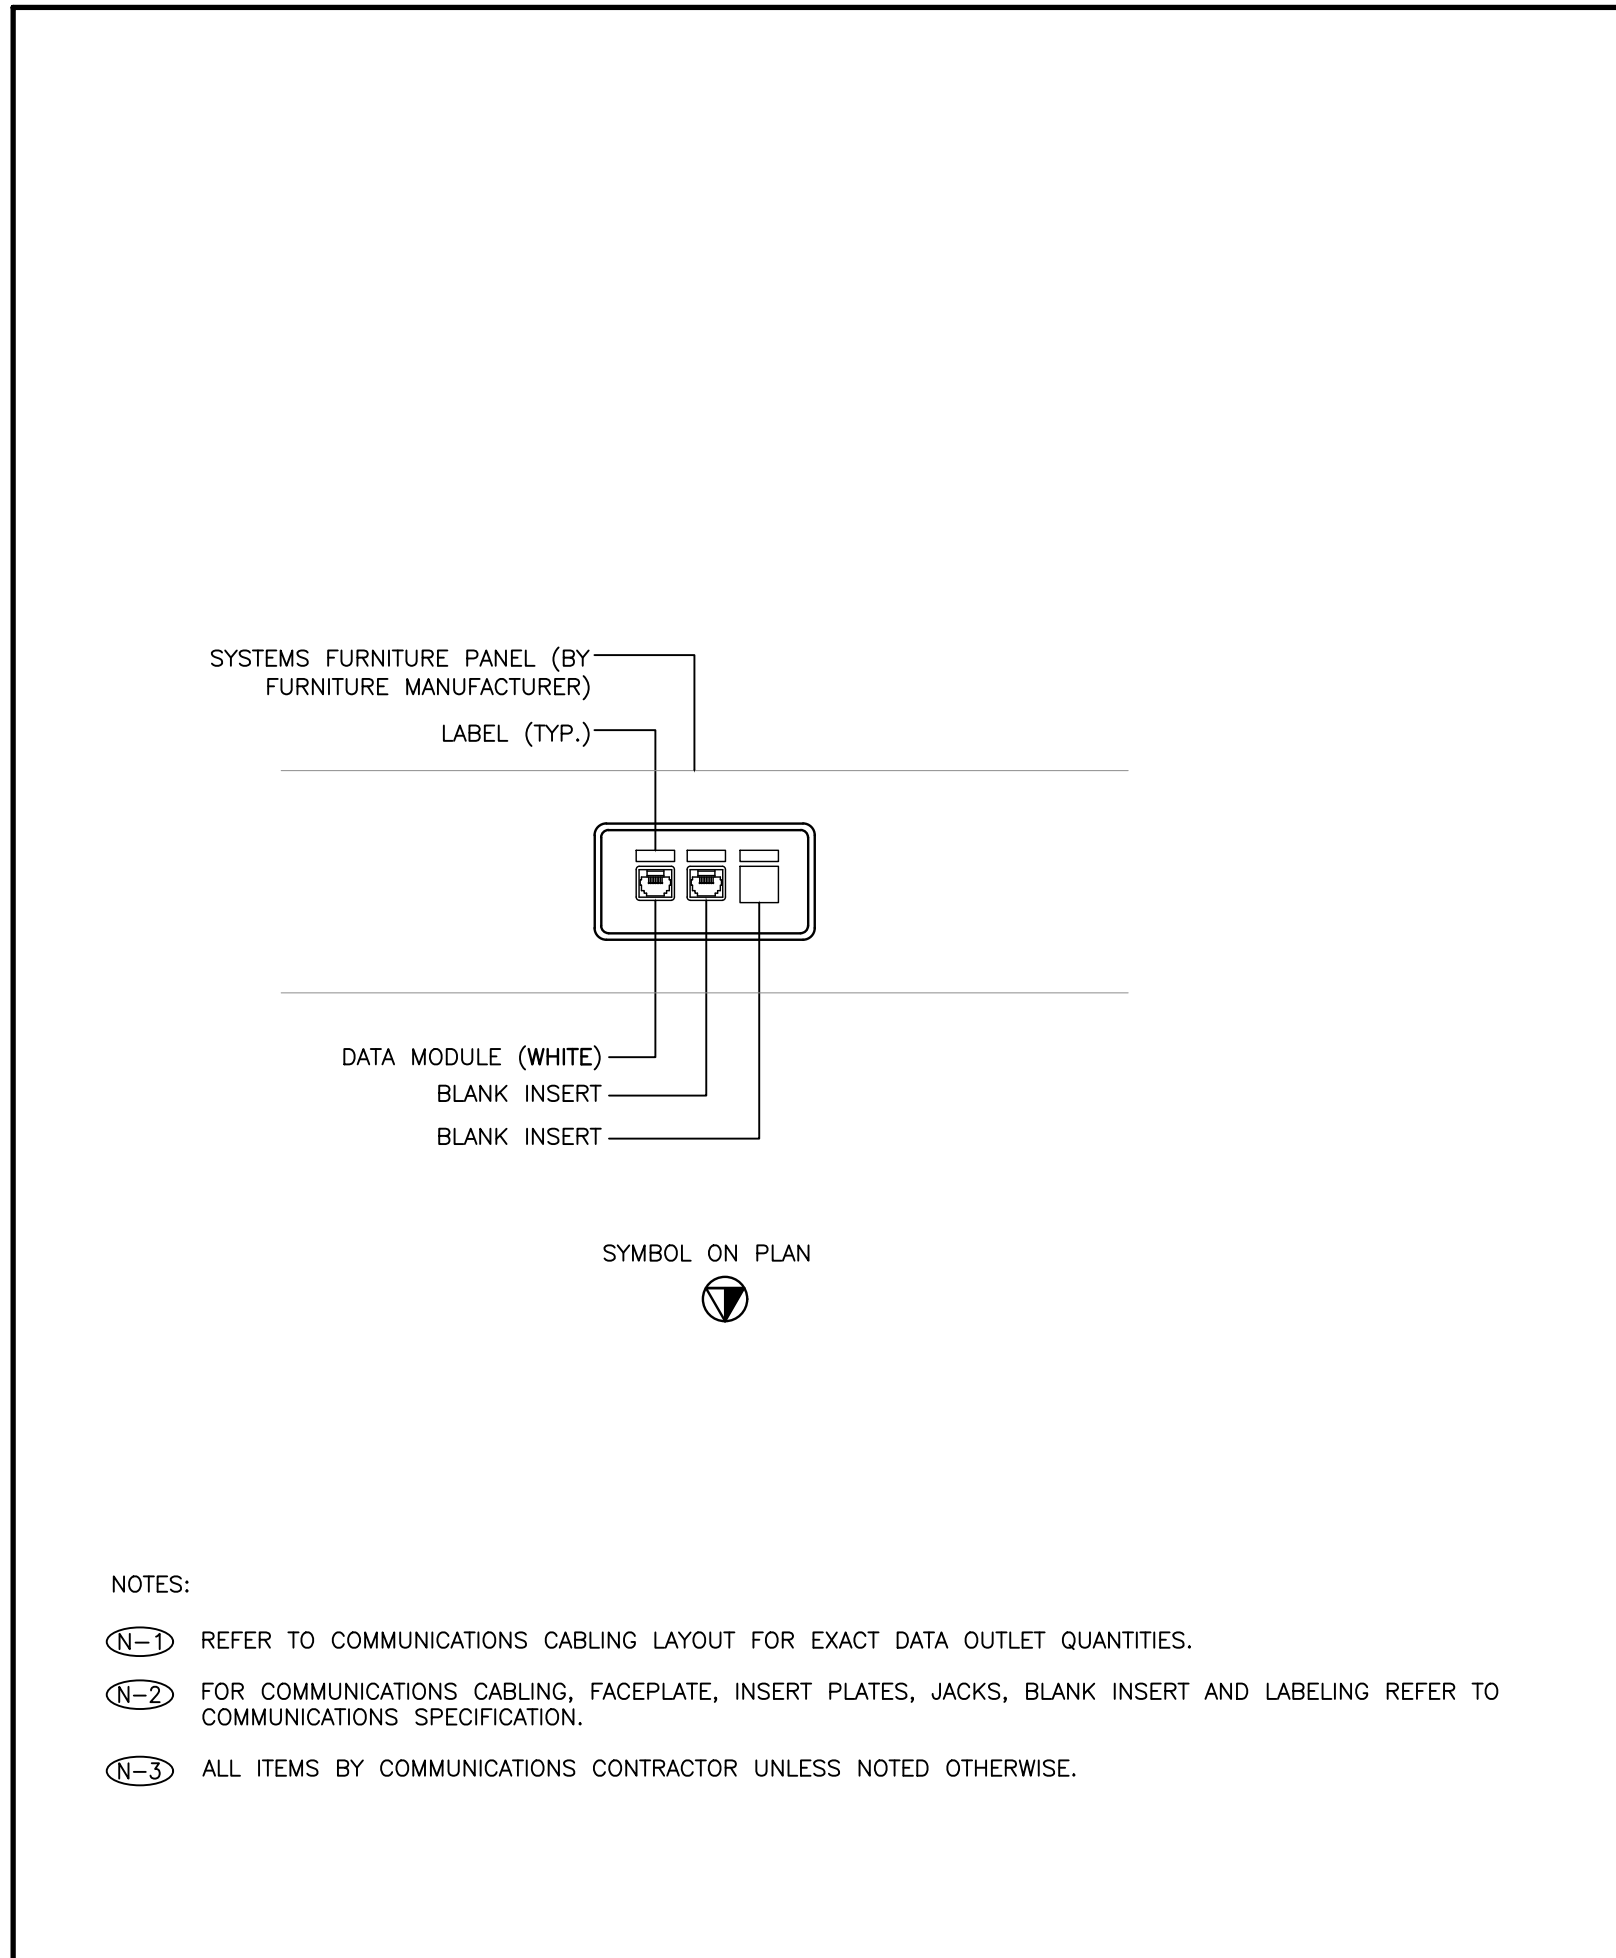 SYSTEMS FURNITURE PANEL (BY
FURNITURE MANUFACTURER)
LABEL (TYP.)
DATA MODULE (WHITE)
BLANK INSERT
BLANK INSERT
SYMBOL ON PLAN
NOTES:
N-1 REFER TO COMMUNICATIONS CABLING LAYOUT FOR EXACT DATA OUTLET QUANTITIES.
N-2 FOR COMMUNICATIONS CABLING, FACEPLATE, INSERT PLATES, JACKS, BLANK INSERT AND LABELING REFER TO
COMMUNICATIONS SPECIFICATION.
N-3 ALL ITEMS BY COMMUNICATIONS CONTRACTOR UNLESS NOTED OTHERWISE.